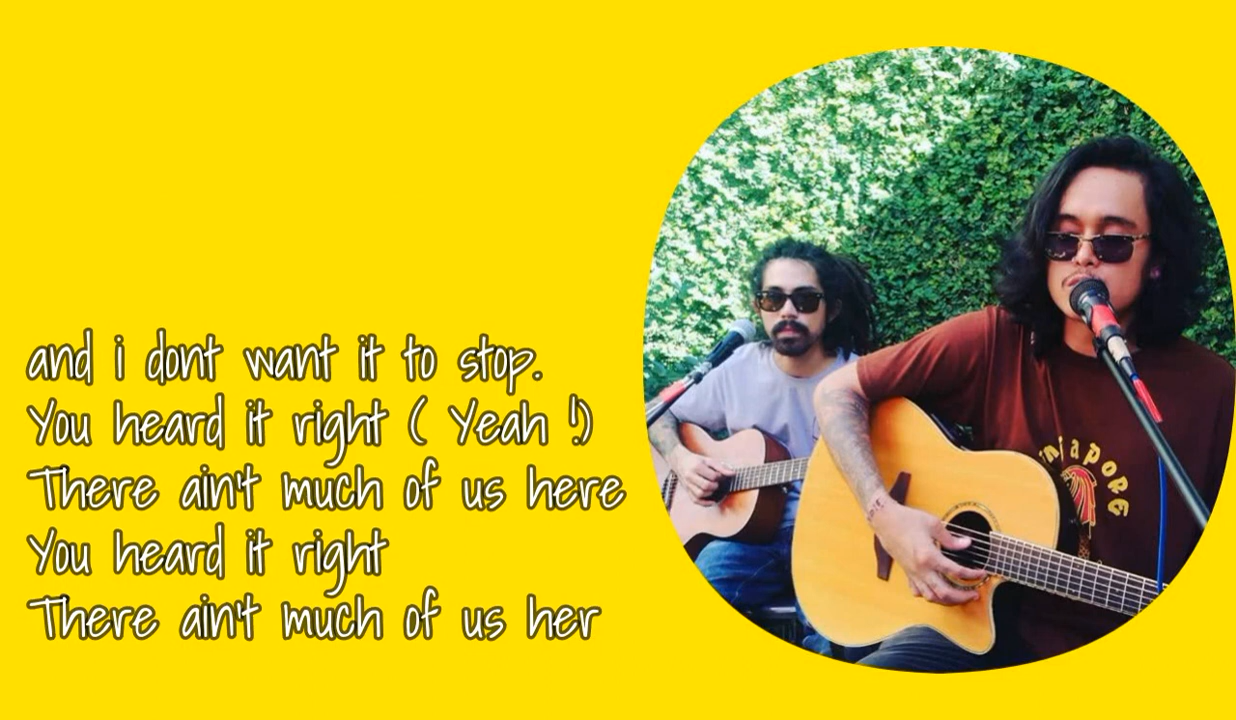 and i dont want it to stop.
You heard it right ( Yeah !)
There ain't much of us here
You heard it right
There ain't much of us her